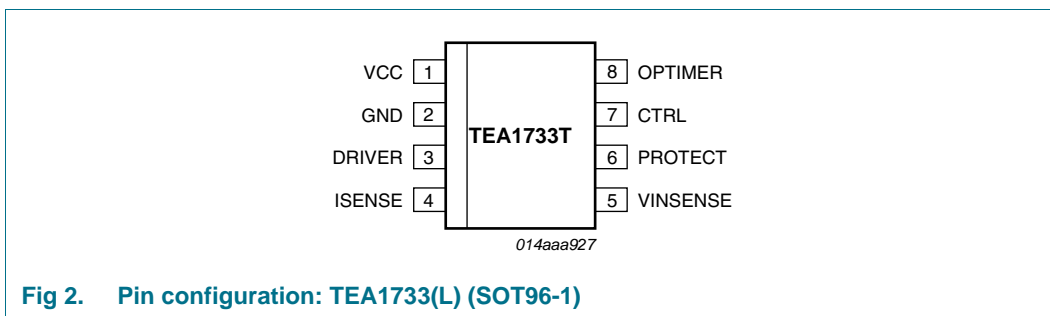 VCC 1
GND 2
DRIVER 3
ISENSE 4
TEA1733T
8 OPTIMER
7 CTRL
6 PROTECT
5 VINSENSE
014aaa927
Fig 2. Pin configuration: TEA1733(L) (SOT96-1)